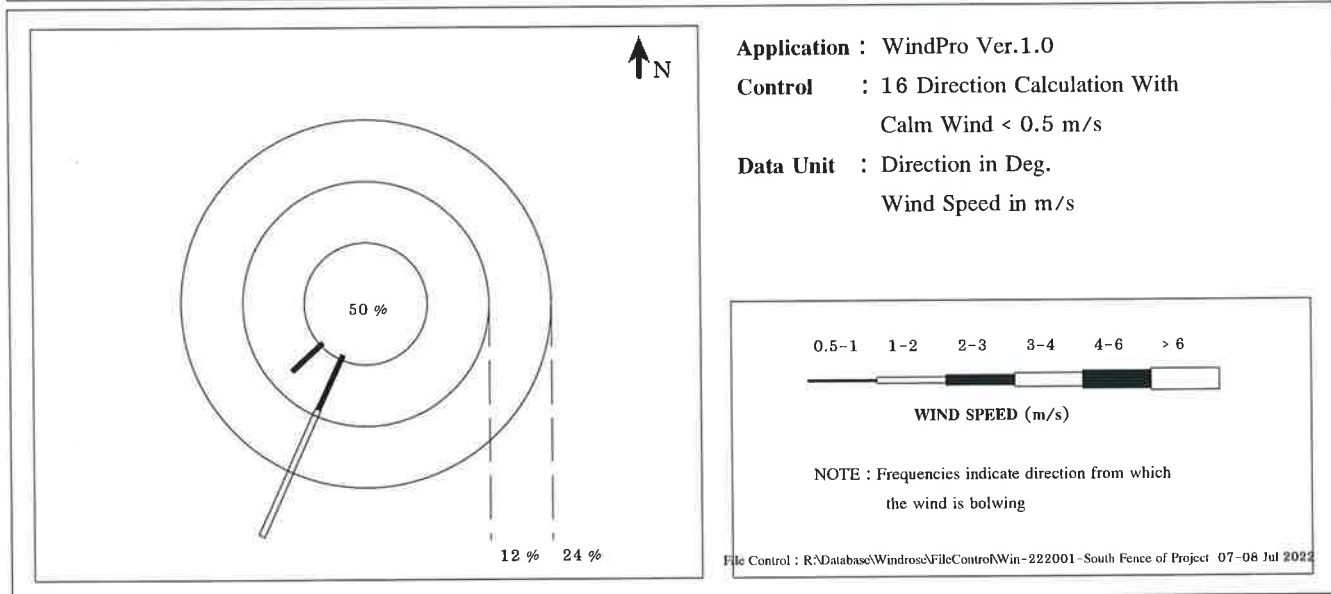 N
50 %
12 % 24 %
Application : WindPro Ver.1.0
Control : 16 Direction Calculation With
Calm Wind < 0.5 m/s
Data Unit : Direction in Deg.
Wind Speed in m/s
0.5-1 1-2 2-3 3-4 4-6 > 6
WIND SPEED (m/s)
NOTE : Frequencies indicate direction from which
the wind is bolwing
File Control : R:\Database\Windrose\FileControl\Win-222001-South Fence of Project 07-08 Jul 2022